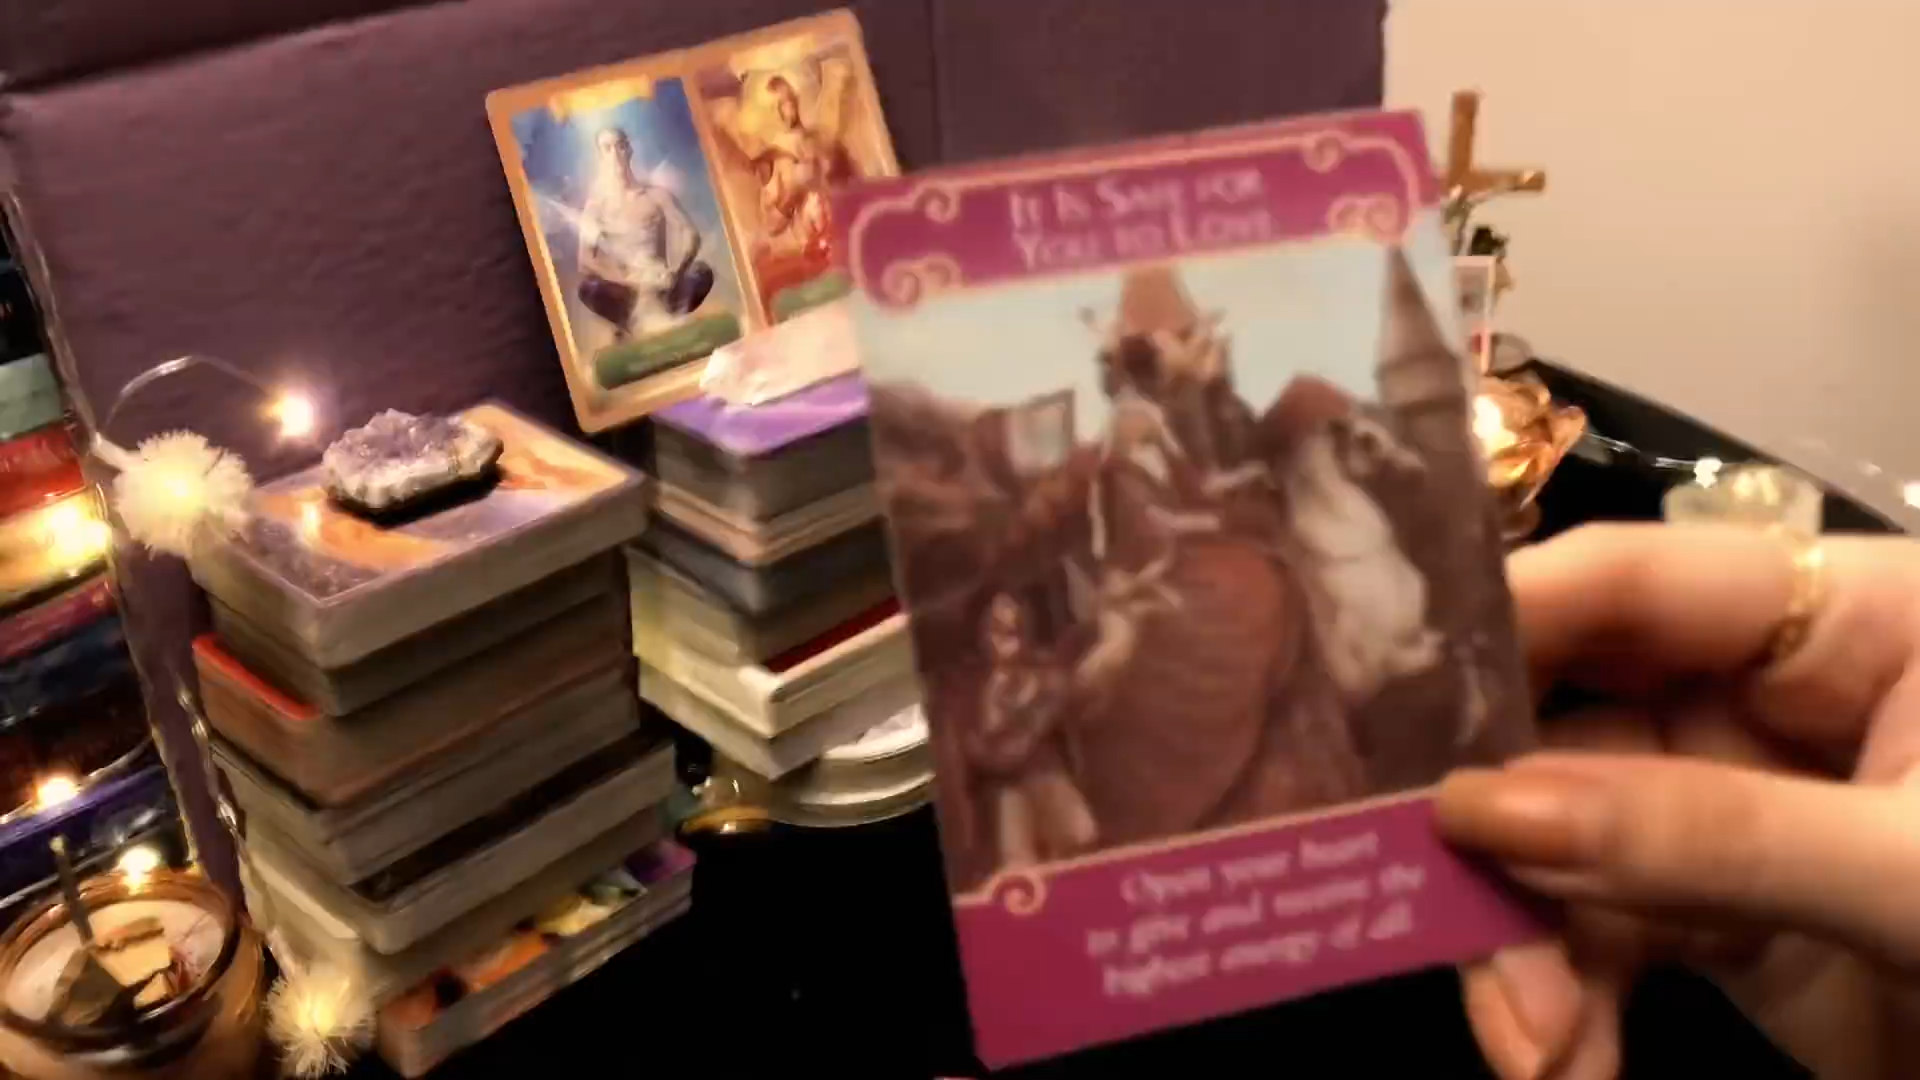 It Is Safe for
You to Love
Open your heart
to give and receive the
highest energy of all.